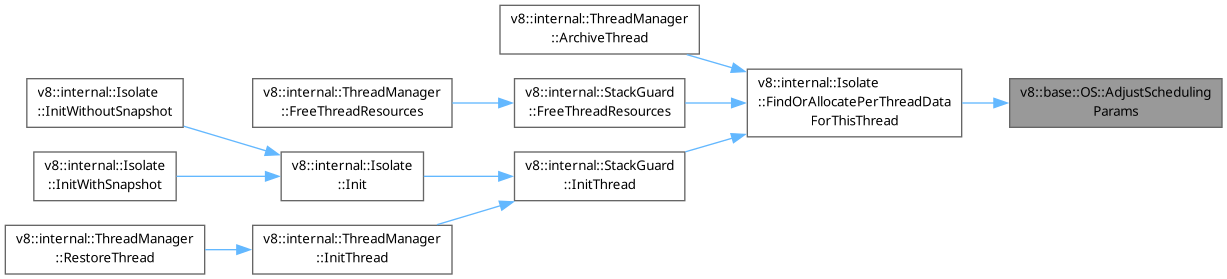 v8::internal::ThreadManager
::ArchiveThread
v8::internal::Isolate
::InitWithoutSnapshot
v8::internal::ThreadManager
::FreeThreadResources
v8::internal::StackGuard
::FreeThreadResources
v8::internal::Isolate
::FindOrAllocatePerThreadData
ForThisThread
v8::base::OS::AdjustScheduling
Params
v8::internal::Isolate
::InitWithSnapshot
v8::internal::Isolate
::Init
v8::internal::StackGuard
::InitThread
v8::internal::ThreadManager
::RestoreThread
v8::internal::ThreadManager
::InitThread